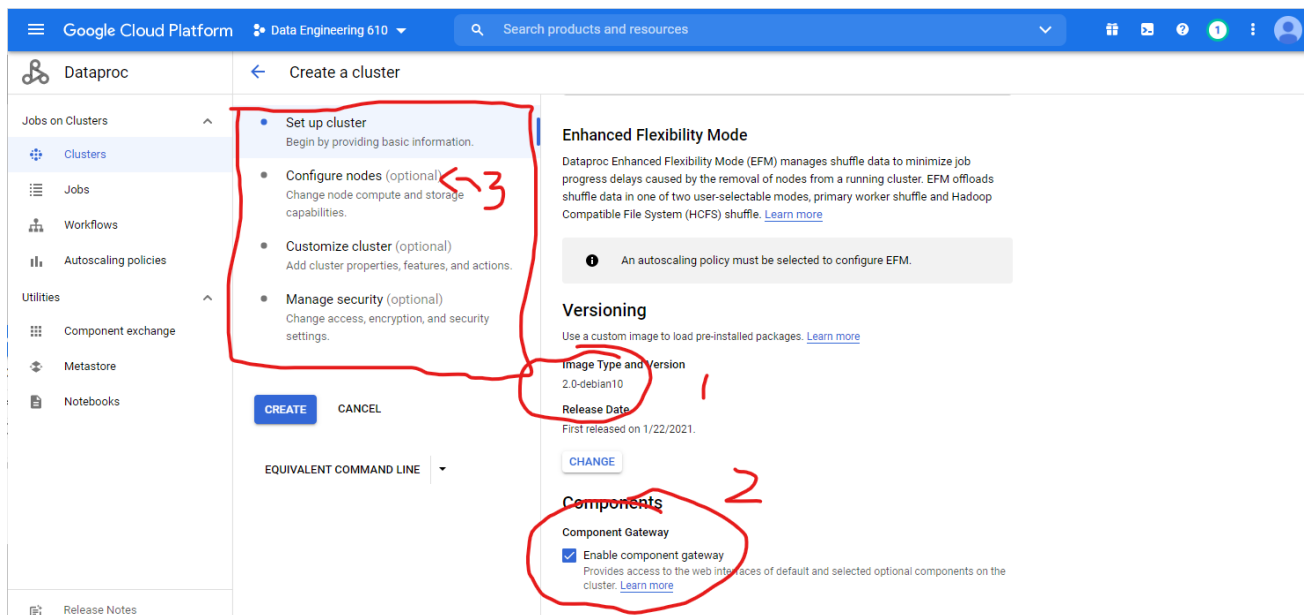 Google Cloud Platform
Data Engineering 610
Search products and resources
1
Dataproc
Create a cluster
Jobs on Clusters
Clusters
Jobs
Workflows
Autoscaling policies
Utilities
Component exchange
Metastore
Notebooks
Release Notes
Set up cluster
Begin by providing basic information.
Configure nodes (optional)
3
Change node compute and storage
capabilities.
Customize cluster (optional)
Add cluster properties, features, and actions.
Manage security (optional)
Change access, encryption, and security
settings.
CREATE
CANCEL
EQUIVALENT COMMAND LINE
Enhanced Flexibility Mode
Dataproc Enhanced Flexibility Mode (EFM) manages shuffle data to minimize job
progress delays caused by the removal of nodes from a running cluster. EFM offloads
shuffle data in one of two user-selectable modes, primary worker shuffle and Hadoop
Compatible File System (HCFS) shuffle. Learn more
An autoscaling policy must be selected to configure EFM.
Versioning
Use a custom image to load pre-installed packages. Learn more
Image Type and Version
2.0-debian10
1
Release Date
First released on 1/22/2021.
CHANGE
2
Components
Component Gateway
Enable component gateway
Provides access to the web interfaces of default and selected optional components on the
cluster. Learn more